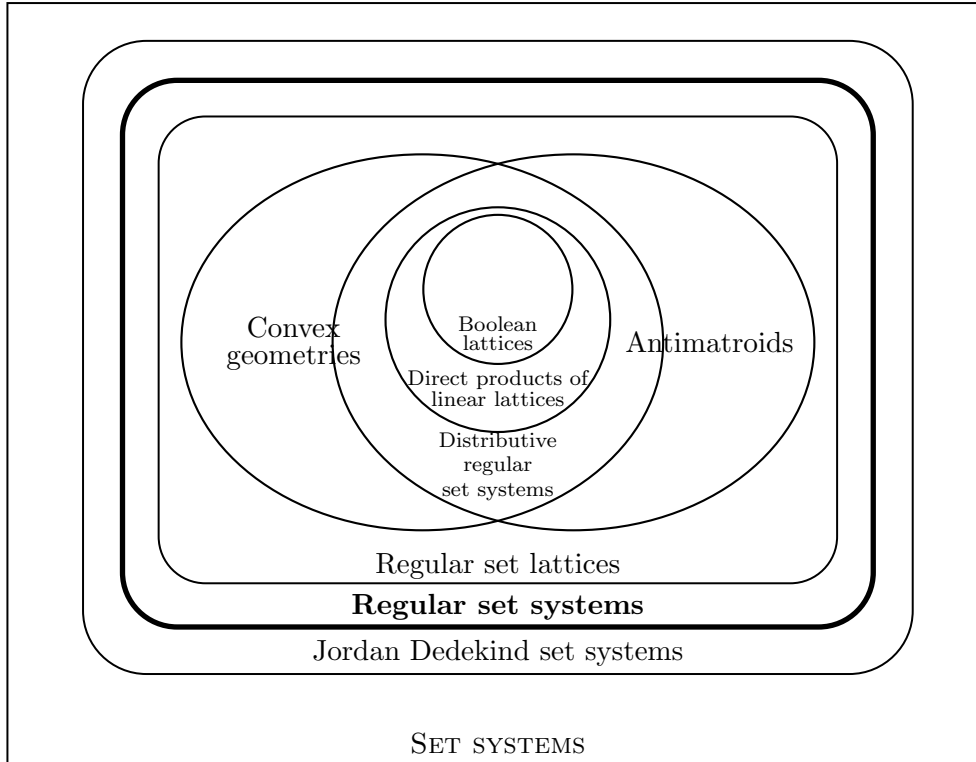 Boolean
lattices
Convex
geometries
Antimatroids
Direct products of
linear lattices
Distributive
regular
set systems
Regular set lattices
Regular set systems
Jordan Dedekind set systems
SET SYSTEMS